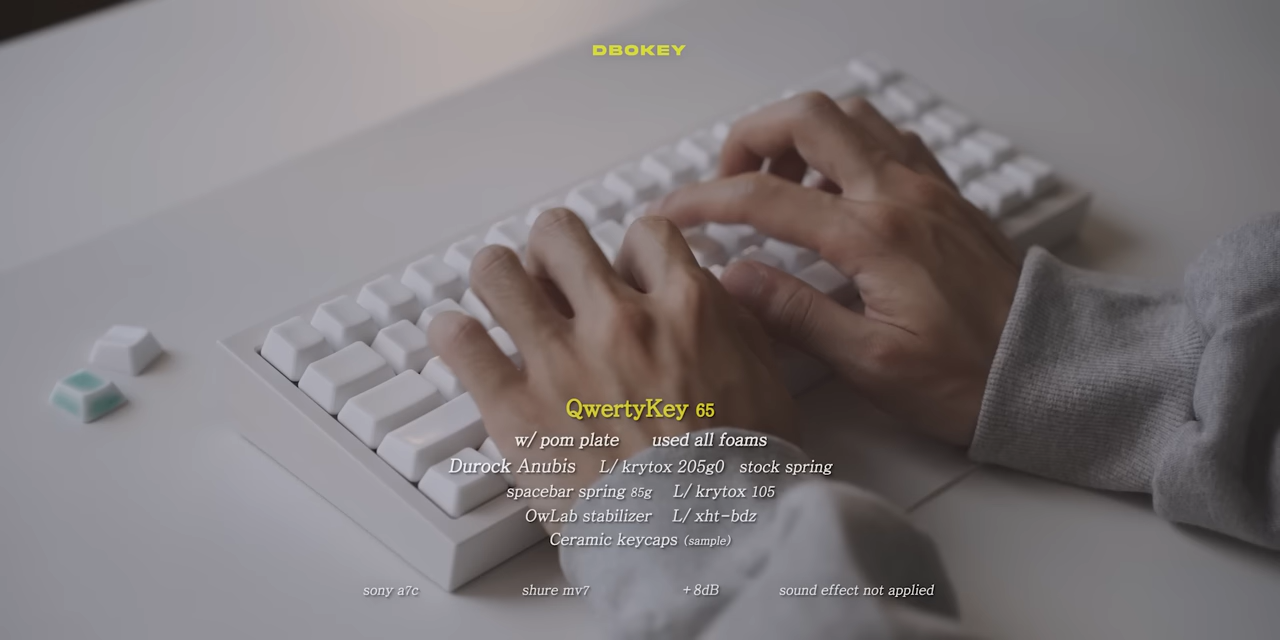 DBOKEY
QwertyKey 65
w/ pom plate used all foams
Durock Anubis L/ krytox 205g0 stock spring
spacebar spring 85g L/ krytox 105
OwLab stabilizer L/ xht-bdz
Ceramic keycaps (sample)
sony a7c shure mv7 +8dB sound effect not applied